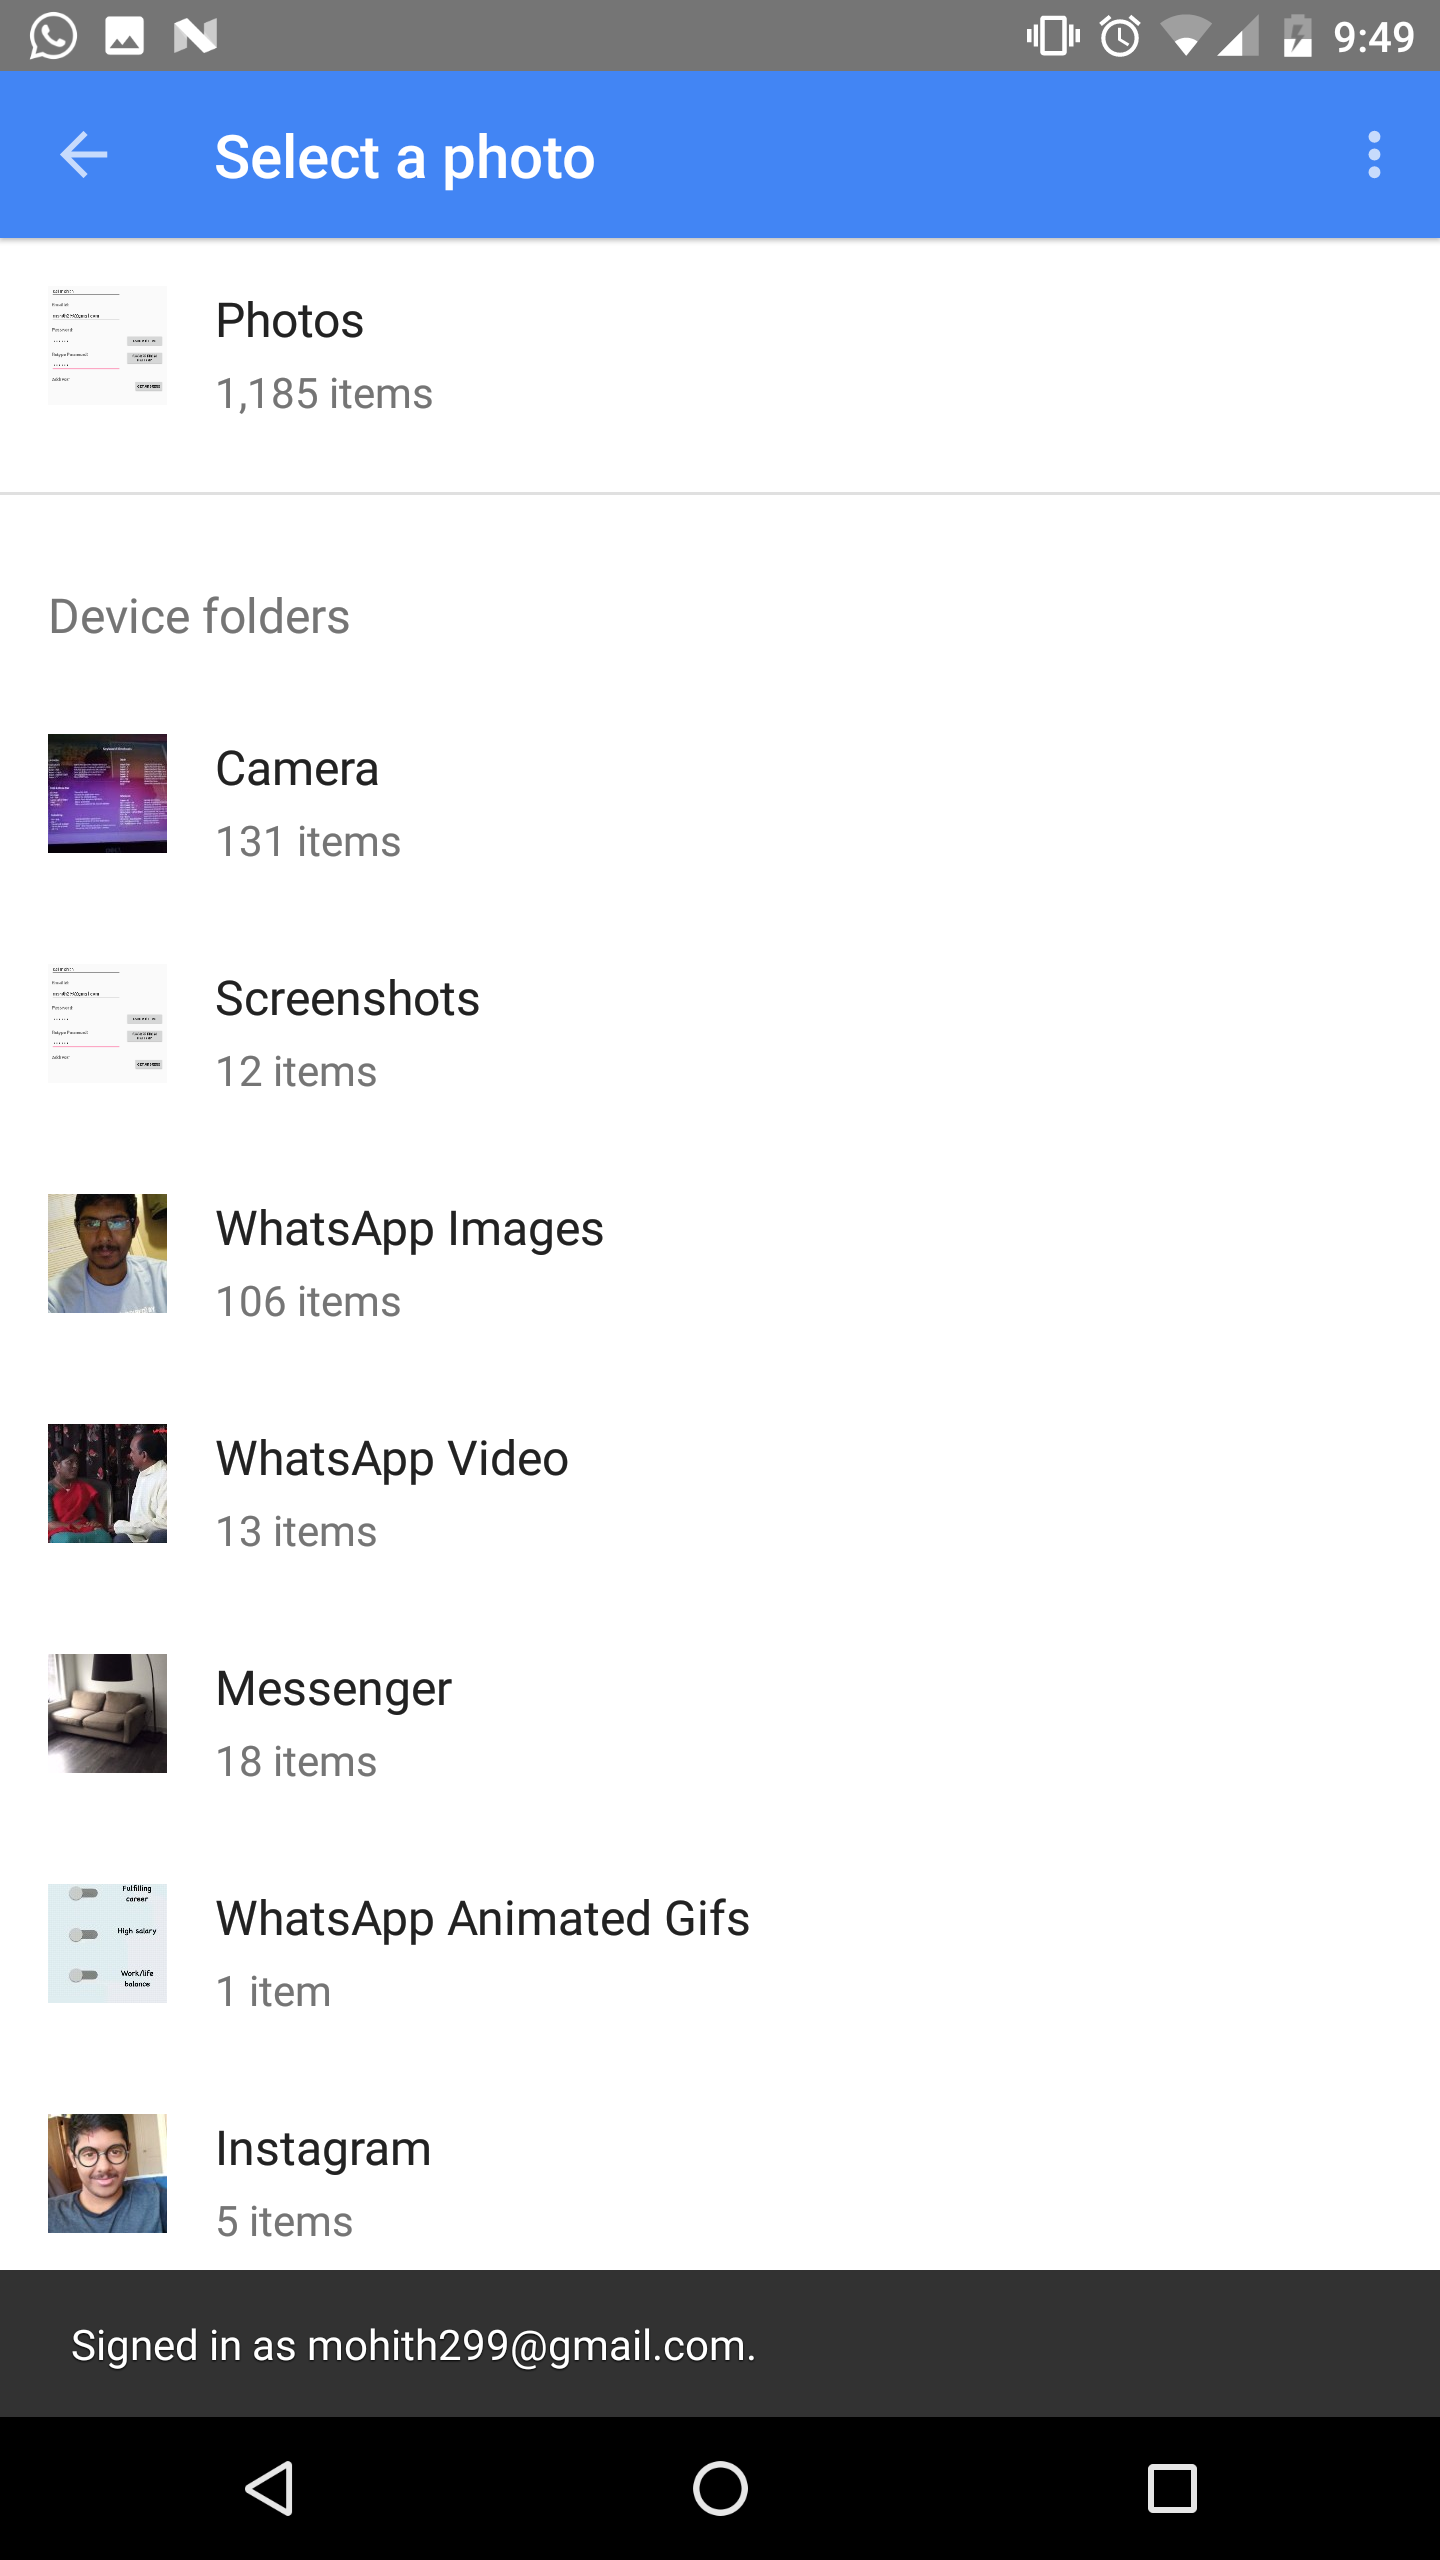 9:49
Select a photo
Photos
1,185 items
Device folders
Camera
131 items
Screenshots
12 items
WhatsApp Images
106 items
WhatsApp Video
13 items
Messenger
18 items
Fulfilling
career
High salary
Work/life
balance
WhatsApp Animated Gifs
1 item
Instagram
5 items
Signed in as mohith299@gmail.com.